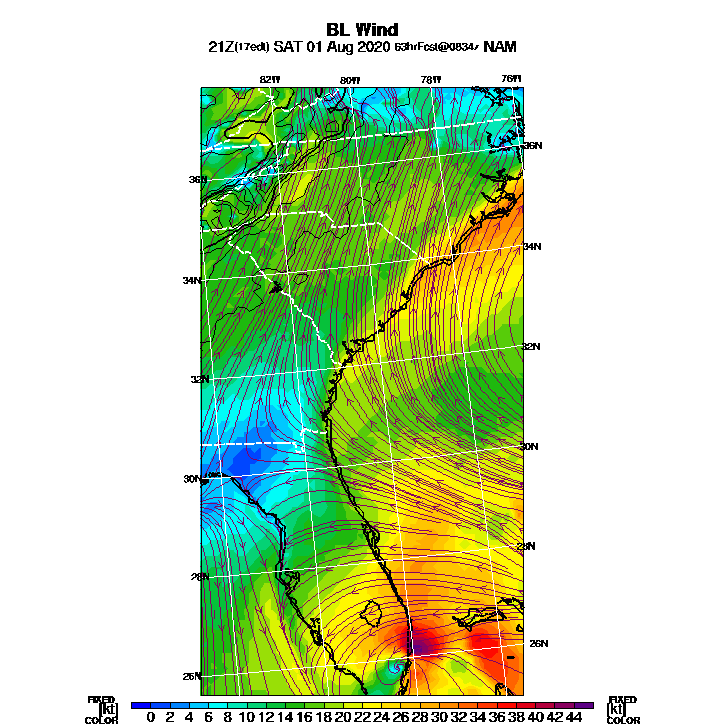 BL Wind
21Z(17edt) SAT 01 Aug 2020 63hrFcst@0834z NAM
82W 80W 78W 76W
36N
36N
34N
34N
32N
32N
30N
30N
28N
28N
26N
26N
FIXED FIXED
[kt] 0 2 4 6 8 10 12 14 16 18 20 22 24 26 28 30 32 34 36 38 40 42 44 [kt]
COLOR COLOR